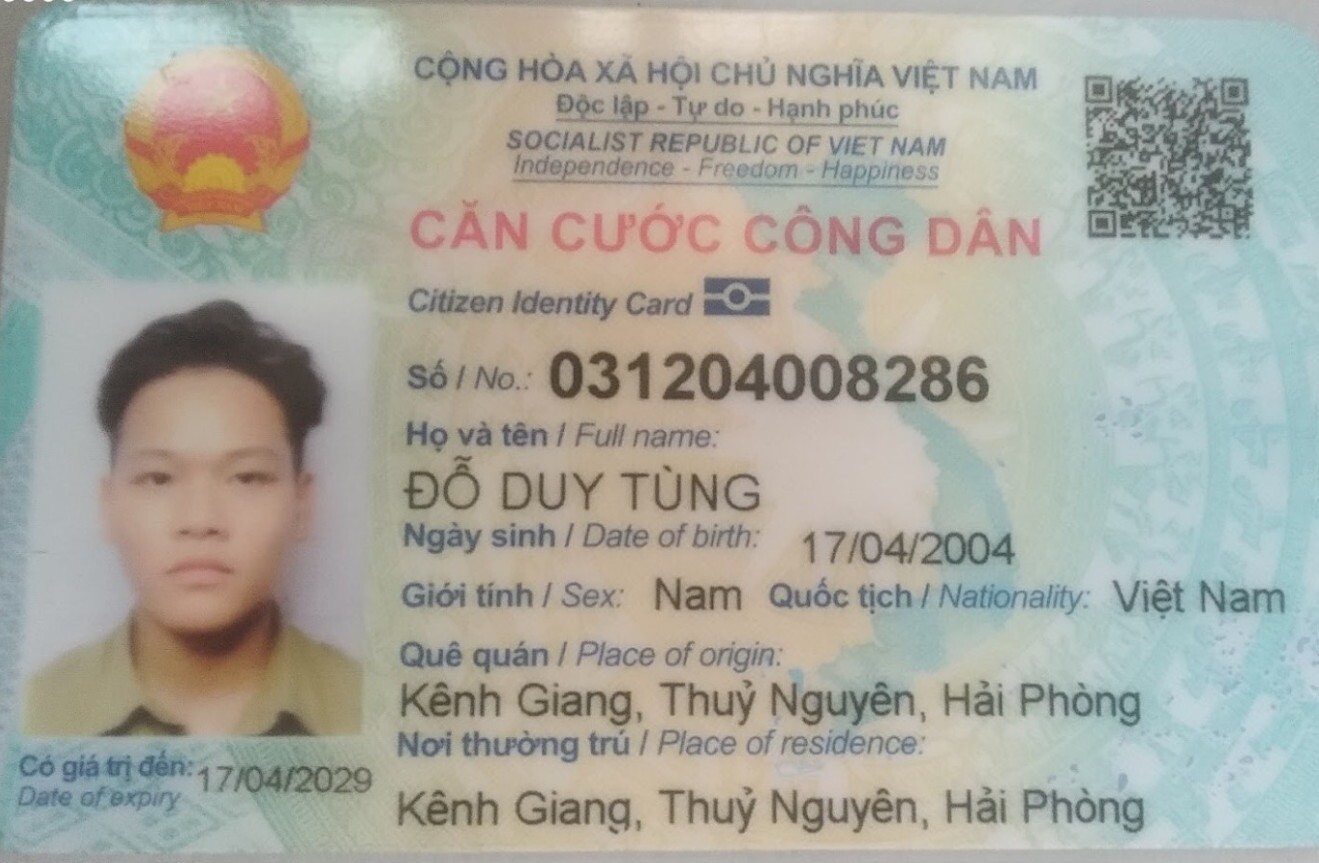 CỘNG HÒA XÃ HỘI CHỦ NGHĨA VIỆT NAM
Độc lập - Tự do - Hạnh phúc
SOCIALIST REPUBLIC OF VIET NAM
Independence - Freedom - Happiness
CĂN CƯỚC CÔNG DÂN
Citizen Identity Card
Số / No.: 031204008286
Họ và tên / Full name:
ĐỖ DUY TÙNG
Ngày sinh / Date of birth: 17/04/2004
Giới tính / Sex: Nam Quốc tịch / Nationality: Việt Nam
Quê quán / Place of origin:
Kênh Giang, Thuỷ Nguyên, Hải Phòng
Nơi thường trú / Place of residence:
Kênh Giang, Thuỷ Nguyên, Hải Phòng
Có giá trị đến: 17/04/2029
Date of expiry